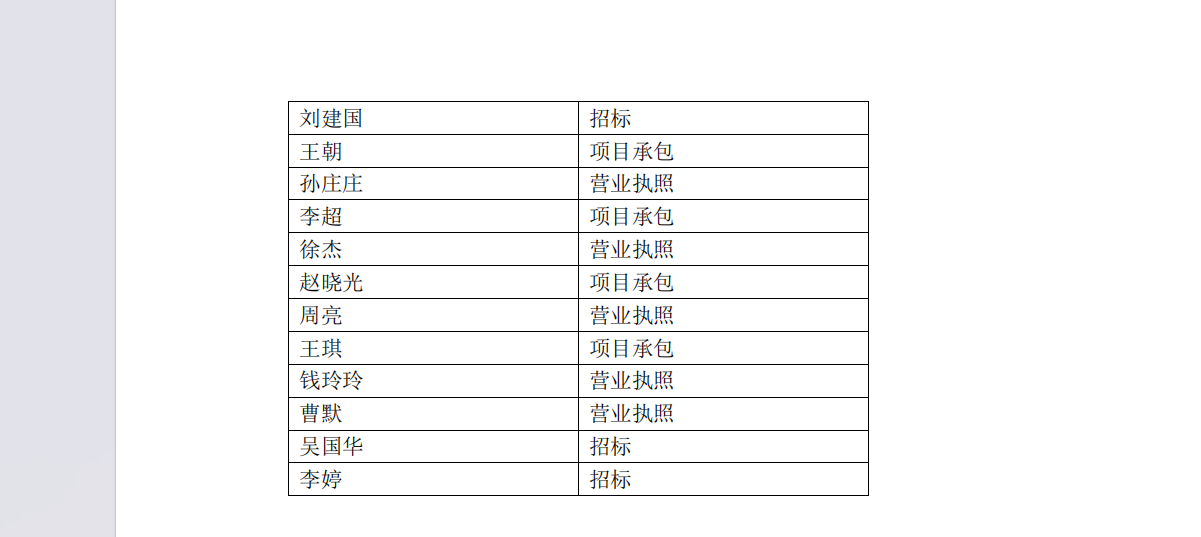 刘建国 招标
王朝 项目承包
孙庄庄 营业执照
李超 项目承包
徐杰 营业执照
赵晓光 项目承包
周亮 营业执照
王琪 项目承包
钱玲玲 营业执照
曹默 营业执照
吴国华 招标
李婷 招标